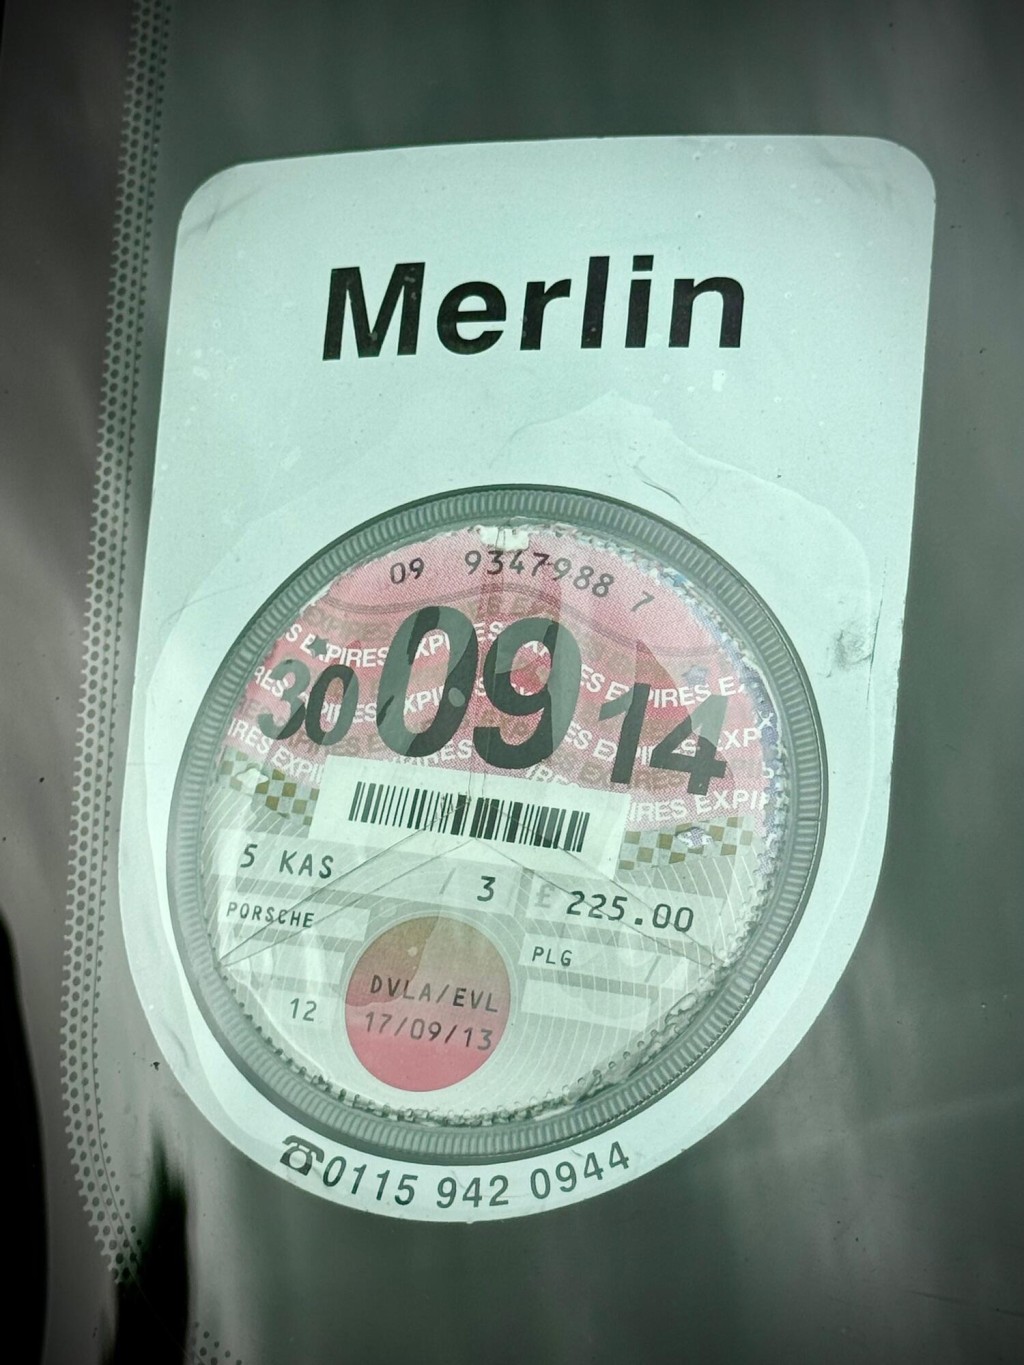 Merlin
09 9347988 7
EXPIRES EXPIRES EXPIRES EXPIRES
30 09 14
5 KAS / 3 £ 225.00
PORSCHE
PLG /
12
DVLA/EVL
17/09/13
☎0115 942 0944